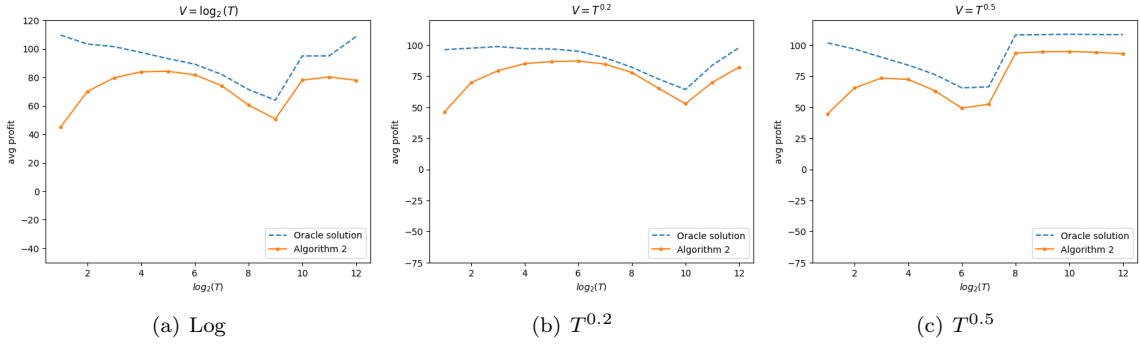 V = log₂(T)
120
100
80
60
40
20
0
−20
−40
avg profit
2 4 6 8 10 12
log₂(T)
Oracle solution
Algorithm 2
(a) Log
V = T^0.2
100
75
50
25
0
−25
−50
−75
avg profit
2 4 6 8 10 12
log₂(T)
Oracle solution
Algorithm 2
(b) T^0.2
V = T^0.5
100
75
50
25
0
−25
−50
−75
avg profit
2 4 6 8 10 12
log₂(T)
Oracle solution
Algorithm 2
(c) T^0.5